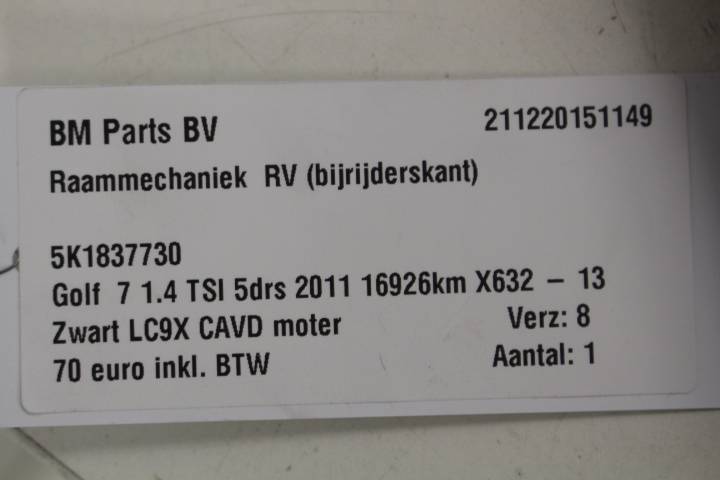 BM Parts BV 211220151149
Raammechaniek RV (bijrijderskant)
5K1837730
Golf 7 1.4 TSI 5drs 2011 16926km X632 – 13
Zwart LC9X CAVD moter Verz: 8
70 euro inkl. BTW Aantal: 1